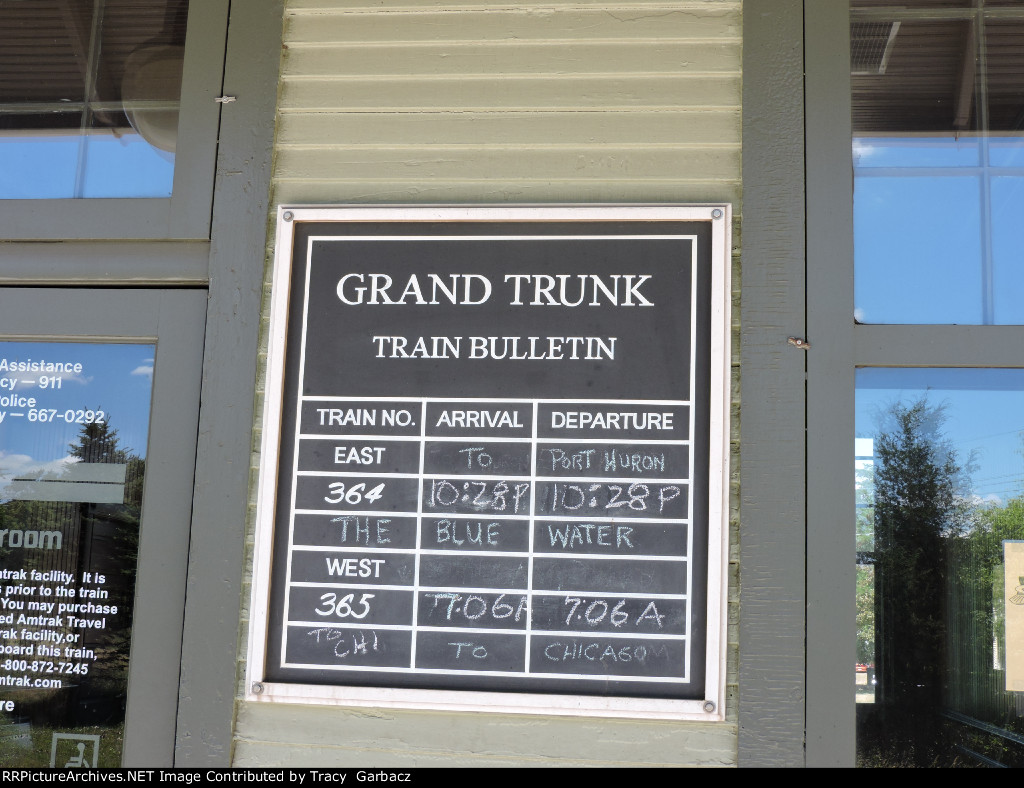 Assistance
cy — 911
olice
y — 667-0292
room
trak facility. It is
prior to the train
You may purchase
ed Amtrak Travel
rak facility,or
board this train,
-800-872-7245
mtrak.com
re
GRAND TRUNK
TRAIN BULLETIN
TRAIN NO. ARRIVAL DEPARTURE
EAST TO PORT HURON
364 10:28P 10:28P
THE BLUE WATER
WEST
365 7:06A 7:06A
TO CHI TO CHICAGO
RRPictureArchives.NET Image Contributed by Tracy Garbacz